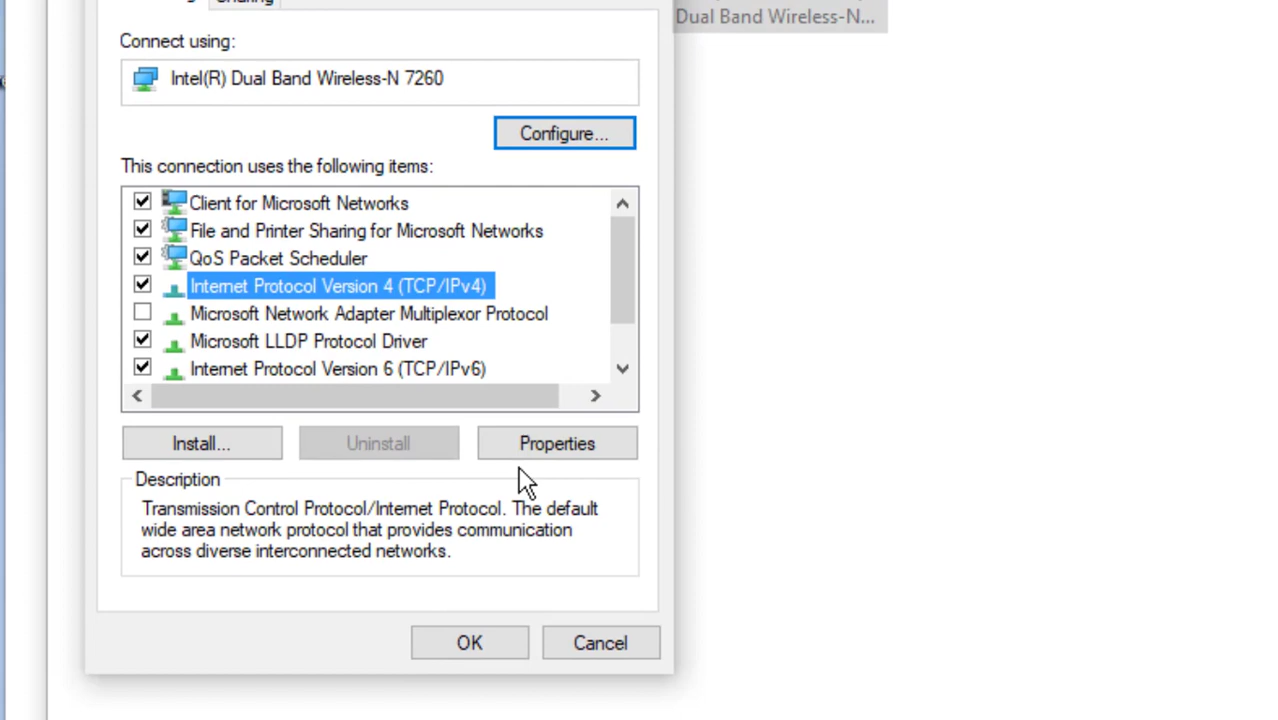 Sharing
Dual Band Wireless-N...
Connect using:
Intel(R) Dual Band Wireless-N 7260
Configure...
This connection uses the following items:
Client for Microsoft Networks
File and Printer Sharing for Microsoft Networks
QoS Packet Scheduler
Internet Protocol Version 4 (TCP/IPv4)
Microsoft Network Adapter Multiplexor Protocol
Microsoft LLDP Protocol Driver
Internet Protocol Version 6 (TCP/IPv6)
Install...
Uninstall
Properties
Description
Transmission Control Protocol/Internet Protocol. The default
wide area network protocol that provides communication
across diverse interconnected networks.
OK
Cancel